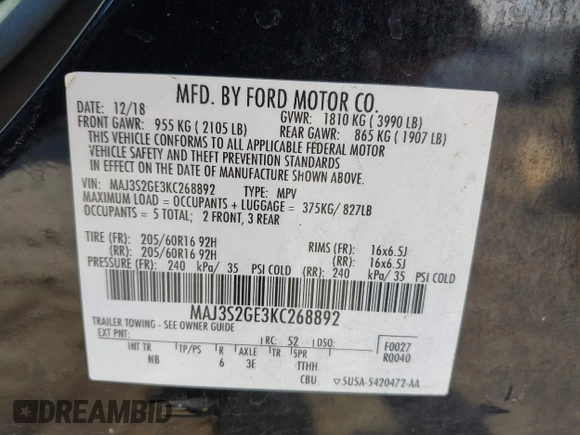 MFD. BY FORD MOTOR CO.
DATE: 12/18 GVWR: 1810 KG ( 3990 LB)
FRONT GAWR: 955 KG ( 2105 LB) REAR GAWR: 865 KG ( 1907 LB)
THIS VEHICLE CONFORMS TO ALL APPLICABLE FEDERAL MOTOR
VEHICLE SAFETY AND THEFT PREVENTION STANDARDS
IN EFFECT ON THE DATE OF MANUFACTURE SHOWN ABOVE.
VIN: MAJ3S2GE3KC268892 TYPE: MPV
MAXIMUM LOAD = OCCUPANTS + LUGGAGE = 375KG/ 827LB
OCCUPANTS = 5 TOTAL; 2 FRONT, 3 REAR
TIRE (FR): 205/60R16 92H RIMS (FR): 16x6.5J
(RR): 205/60R16 92H (RR): 16x6.5J
PRESSURE (FR): 240 kPa/ 35 PSI COLD (RR): 240 kPa/ 35 PSI COLD
MAJ3S2GE3KC268892
TRAILER TOWING - SEE OWNER GUIDE
EXT PNT: RC: 52 DSO: F0027
INT TR TP/PS R AXLE TR SPR R0040
NB 6 3E TTHH
CBU 5U5A-5420472-AA
DREAMBID